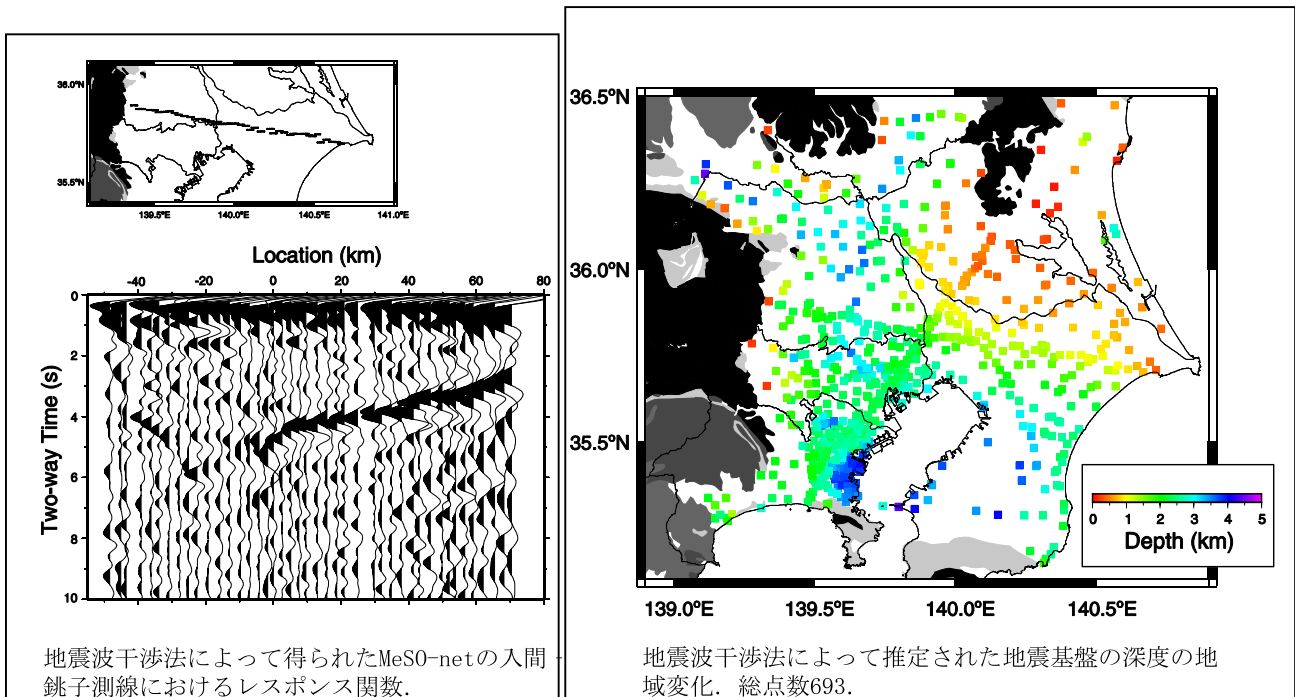 36.0°N
35.5°N
139.5°E 140.0°E 140.5°E 141.0°E
Location (km)
-40 -20 0 20 40 60 80
Two-way Time (s)
0
2
4
6
8
10
地震波干渉法によって得られたMeSO-netの入間-
銚子測線におけるレスポンス関数.
36.5°N
36.0°N
35.5°N
139.0°E 139.5°E 140.0°E 140.5°E
0 1 2 3 4 5
Depth (km)
地震波干渉法によって推定された地震基盤の深度の地
域変化. 総点数693.